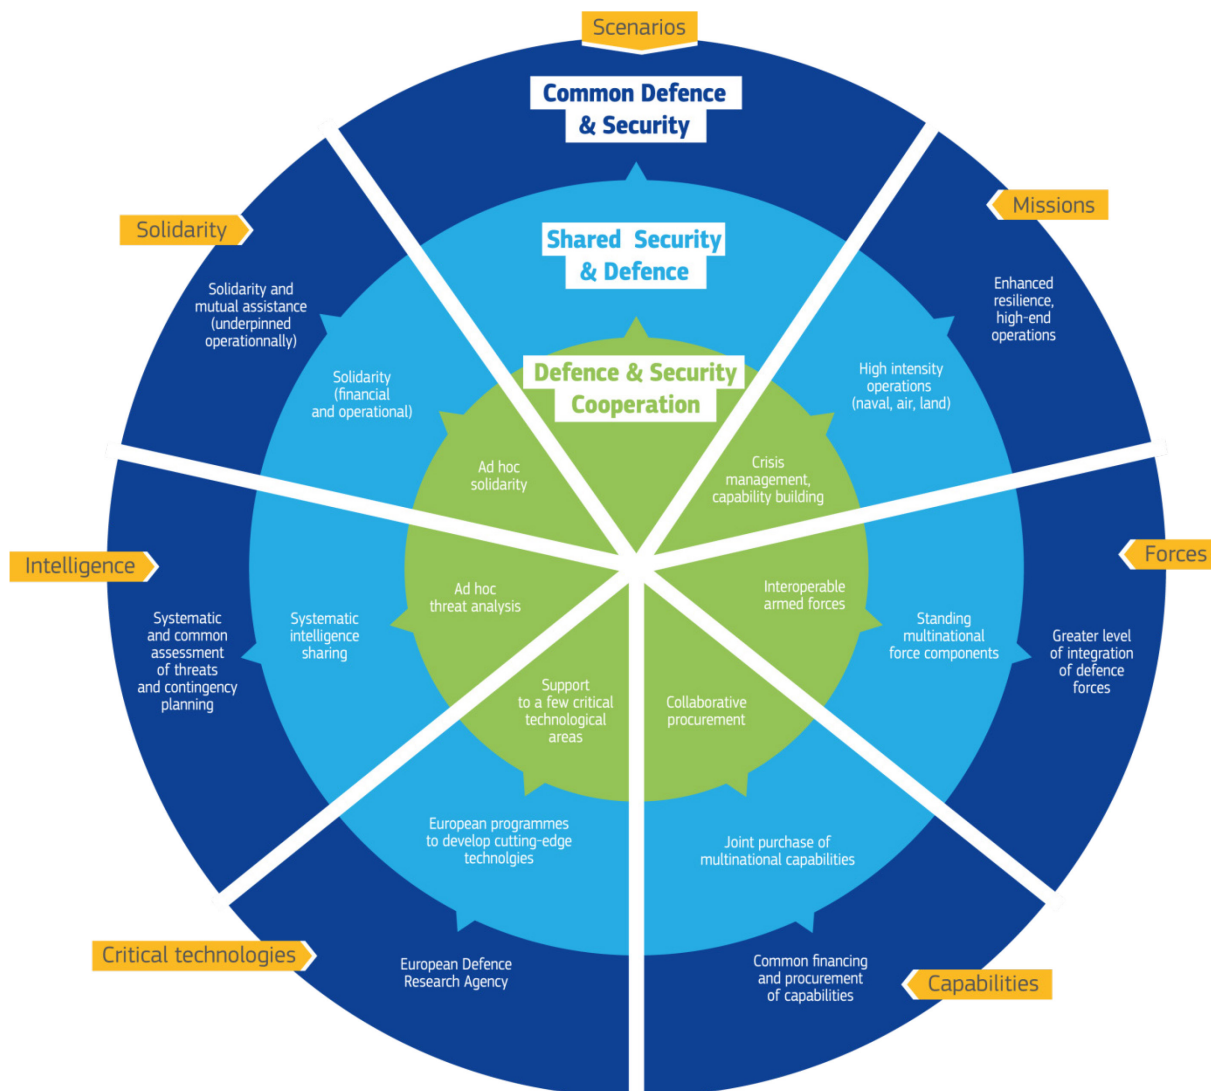 Scenarios
Common Defence
& Security
Shared Security
& Defence
Defence & Security
Cooperation
Missions
Enhanced
resilience,
high-end
operations
High intensity
operations
(naval, air, land)
Crisis
management,
capability building
Forces
Interoperable
armed forces
Standing
multinational
force components
Greater level
of integration
of defence
forces
Capabilities
Collaborative
procurement
Joint purchase of
multinational capabilities
Common financing
and procurement
of capabilities
Critical technologies
Support
to a few critical
technological
areas
European programmes
to develop cutting-edge
technolgies
European Defence
Research Agency
Intelligence
Ad hoc
threat analysis
Systematic
intelligence
sharing
Systematic
and common
assessment
of threats
and contingency
planning
Solidarity
Solidarity and
mutual assistance
(underpinned
operationnally)
Solidarity
(financial
and operational)
Ad hoc
solidarity